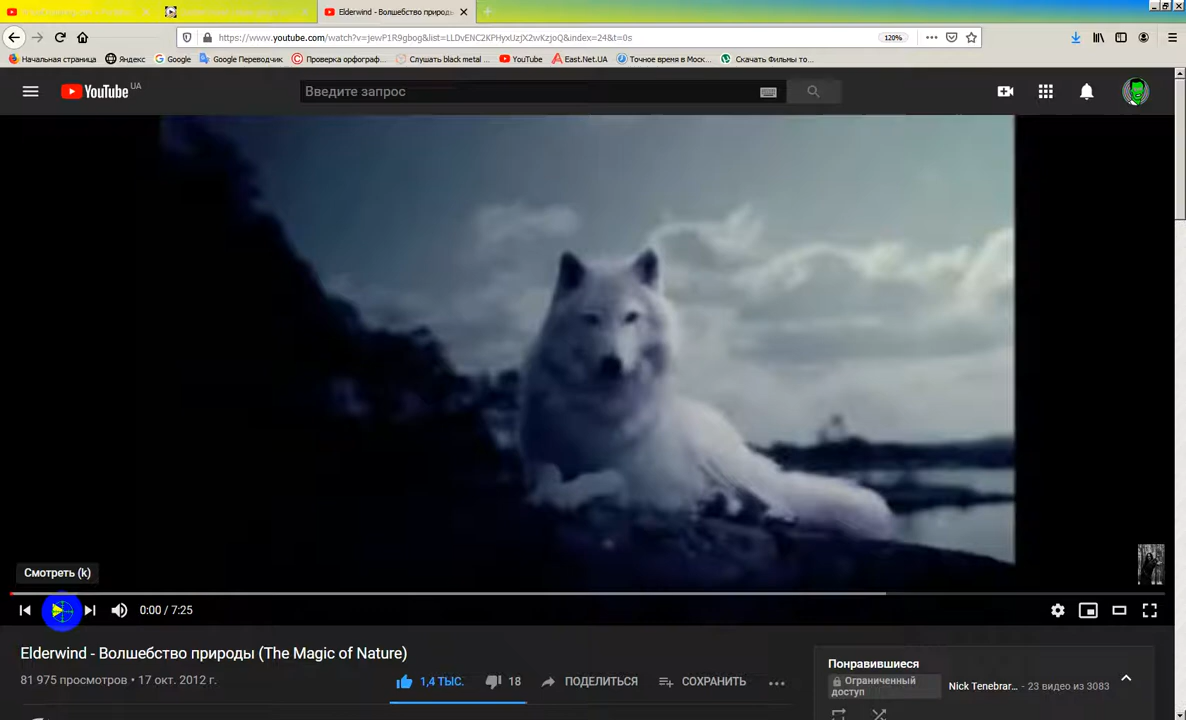 Elderwind - Волшебство природы
https://www.youtube.com/watch?v=jewP1R9gbog&list=LLDvENC2KPHyxUzjX2wKzjoQ&index=24&t=0s
120%
Начальная страница Яндекс Google Google Переводчик Проверка орфограф... Слушать black metal ... YouTube East.Net.UA Точное время в Моск... Скачать Фильмы то...
YouTube UA
Введите запрос
Смотреть (k)
0:00 / 7:25
Elderwind - Волшебство природы (The Magic of Nature)
81 975 просмотров • 17 окт. 2012 г.
1,4 ТЫС. 18 ПОДЕЛИТЬСЯ СОХРАНИТЬ
Понравившиеся
Ограниченный
доступ
Nick Tenebrar... - 23 видео из 3083